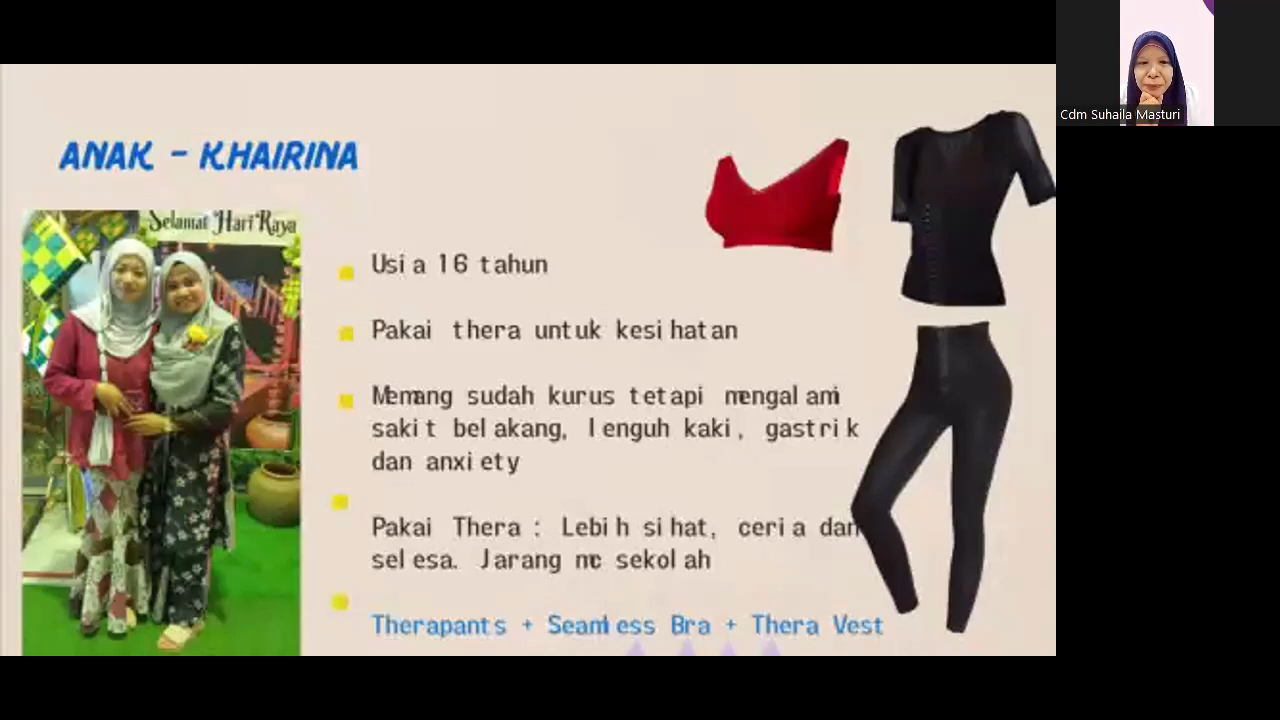 Cdm Suhaila Masturi
ANAK - KHAIRINA
Selamat Hari Raya
Usia 16 tahun
Pakai thera untuk kesihatan
Memang sudah kurus tetapi mengalami
sakit belakang, lenguh kaki, gastrik
dan anxiety
Pakai Thera : Lebih sihat, ceria dan
selesa. Jarang mc sekolah
Therapants + Seamless Bra + Thera Vest